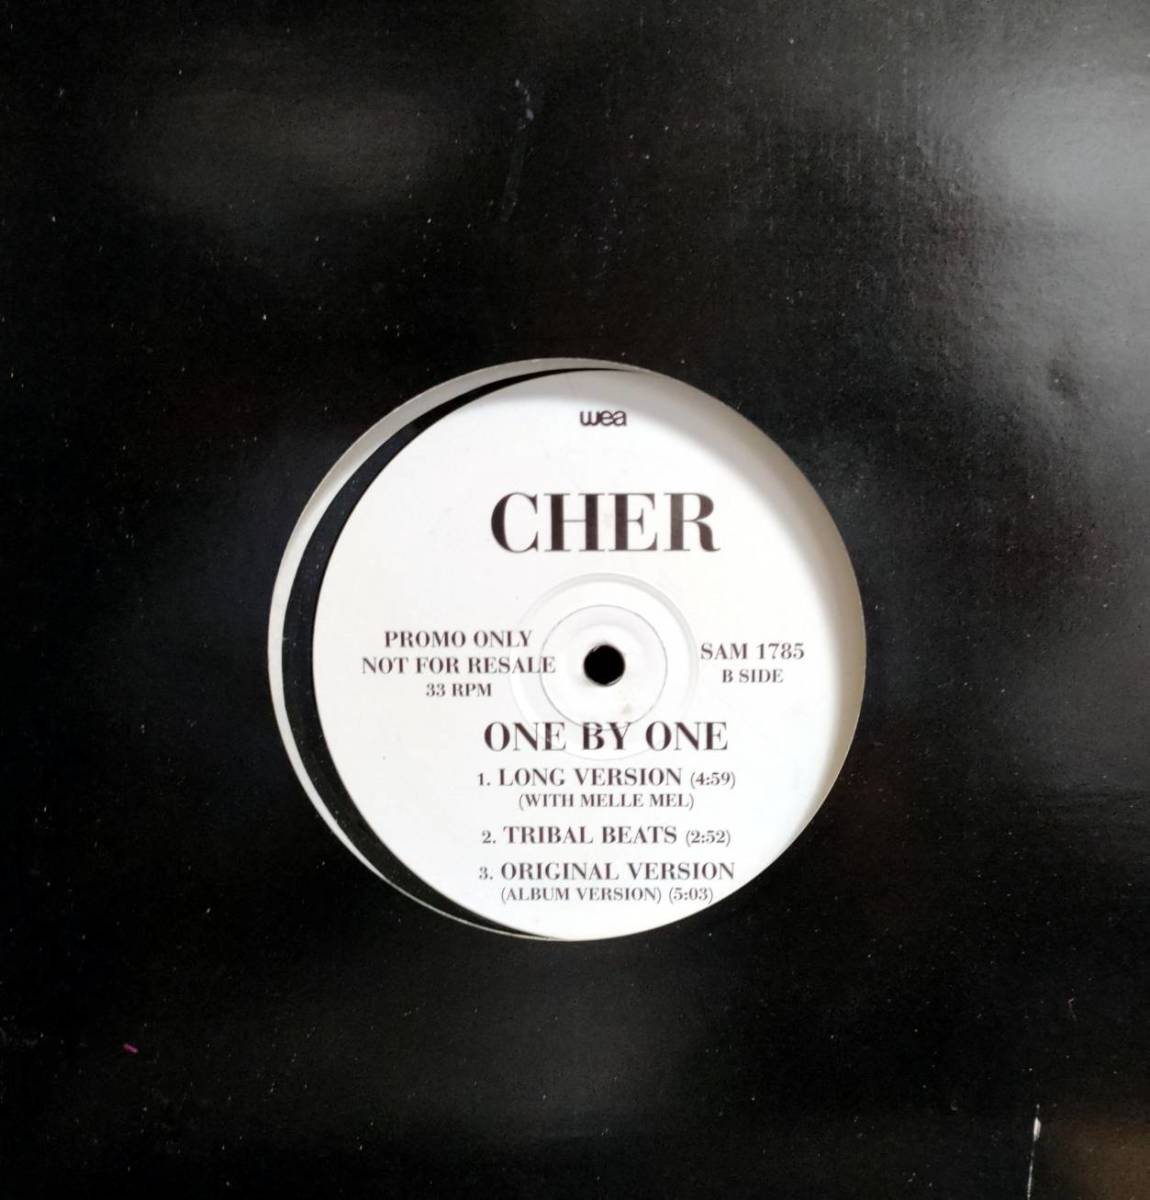 wea
CHER
PROMO ONLY
NOT FOR RESALE
33 RPM
SAM 1785
B SIDE
ONE BY ONE
1. LONG VERSION (4:59)
(WITH MELLE MEL)
2. TRIBAL BEATS (2:52)
3. ORIGINAL VERSION
(ALBUM VERSION) (5:03)